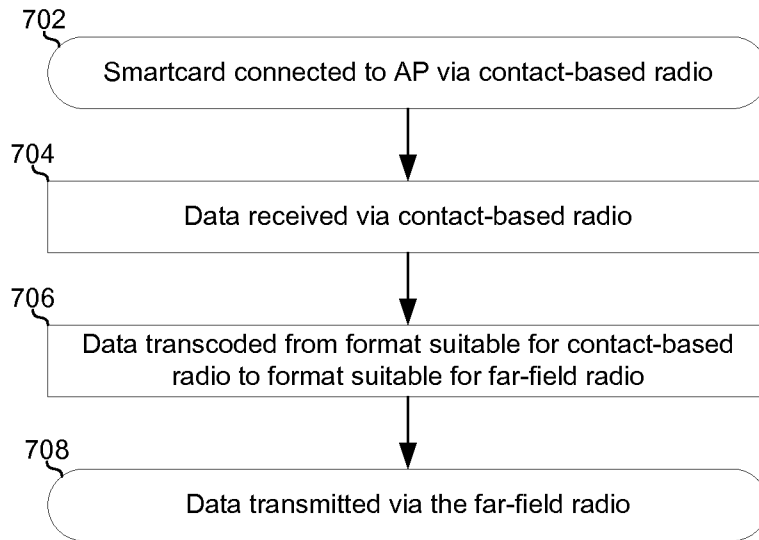 702
Smartcard connected to AP via contact-based radio
704
Data received via contact-based radio
706
Data transcoded from format suitable for contact-based
radio to format suitable for far-field radio
708
Data transmitted via the far-field radio